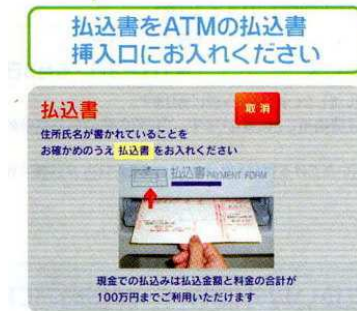 払込書をATMの払込書
挿入口にお入れください
払込書
取消
住所氏名が書かれていることを
お確かめのうえ 払込書 をお入れください
払込書 PAYMENT FORM
現金での払込みは払込金額と料金の合計が
100万円までご利用いただけます